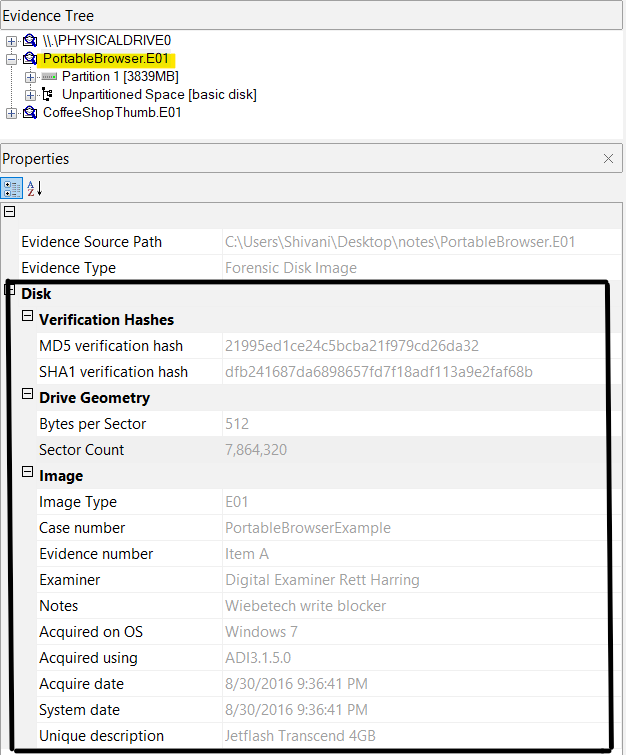 Evidence Tree
\\.\PHYSICALDRIVE0
PortableBrowser.E01
Partition 1 [3839MB]
Unpartitioned Space [basic disk]
CoffeeShopThumb.E01
Properties
A Z
Evidence Source Path C:\Users\Shivani\Desktop\notes\PortableBrowser.E01
Evidence Type Forensic Disk Image
Disk
Verification Hashes
MD5 verification hash 21995ed1ce24c5bcba21f979cd26da32
SHA1 verification hash dfb241687da6898657fd7f18adf113a9e2faf68b
Drive Geometry
Bytes per Sector 512
Sector Count 7,864,320
Image
Image Type E01
Case number PortableBrowserExample
Evidence number Item A
Examiner Digital Examiner Rett Harring
Notes Wiebetech write blocker
Acquired on OS Windows 7
Acquired using ADI3.1.5.0
Acquire date 8/30/2016 9:36:41 PM
System date 8/30/2016 9:36:41 PM
Unique description Jetflash Transcend 4GB